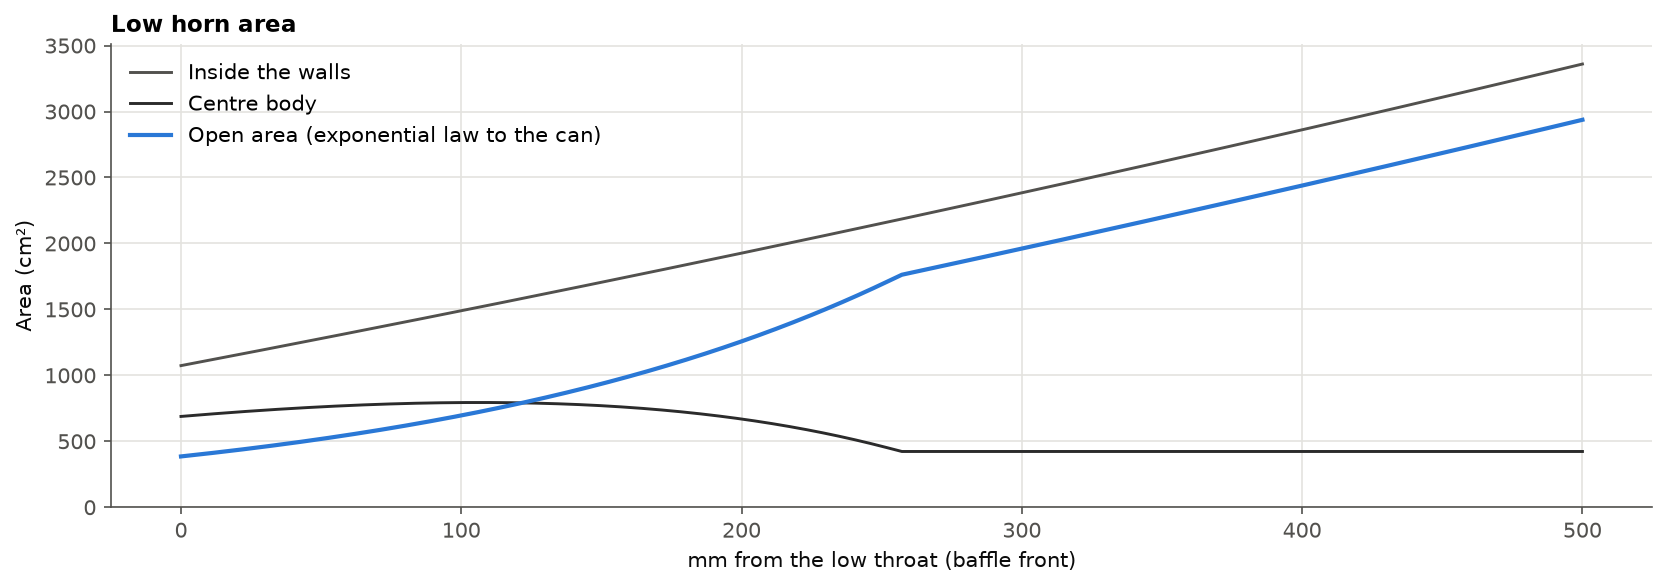 Low horn area
3500
3000
2500
2000
1500
1000
500
0
Area (cm²)
Inside the walls
Centre body
Open area (exponential law to the can)
0 100 200 300 400 500
mm from the low throat (baffle front)